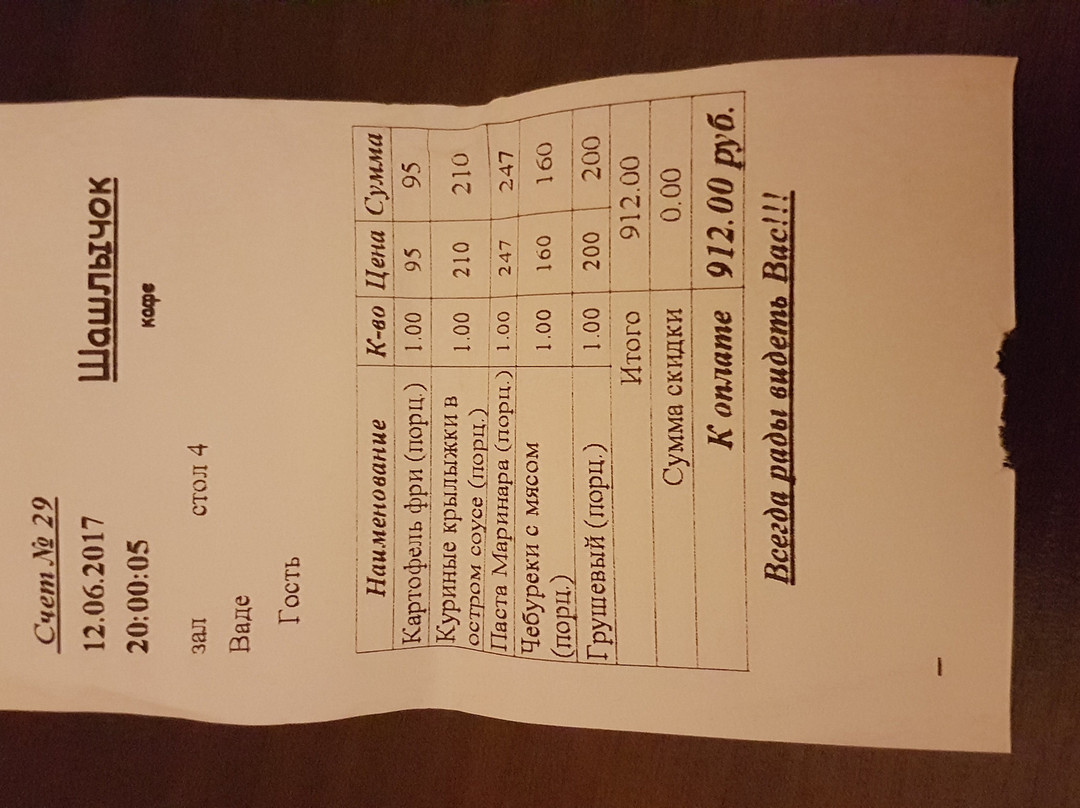 Счет № 29
12.06.2017 Шашлычок
20:00:05 кафе
зал стол 4
Ваде
Гость
Наименование К-во Цена Сумма
Картофель фри (порц.) 1.00 95 95
Куриные крылыжки в
остром соусе (порц.) 1.00 210 210
Паста Маринара (порц.) 1.00 247 247
Чебуреки с мясом
(порц.) 1.00 160 160
Грушевый (порц.) 1.00 200 200
Итого 912.00
Сумма скидки 0.00
К оплате 912.00 руб.
Всегда рады видеть Вас!!!